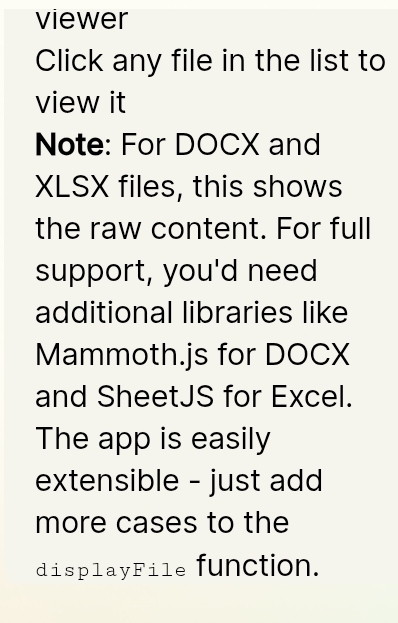 viewer
Click any file in the list to
view it
Note: For DOCX and
XLSX files, this shows
the raw content. For full
support, you'd need
additional libraries like
Mammoth.js for DOCX
and SheetJS for Excel.
The app is easily
extensible - just add
more cases to the
displayFile function.